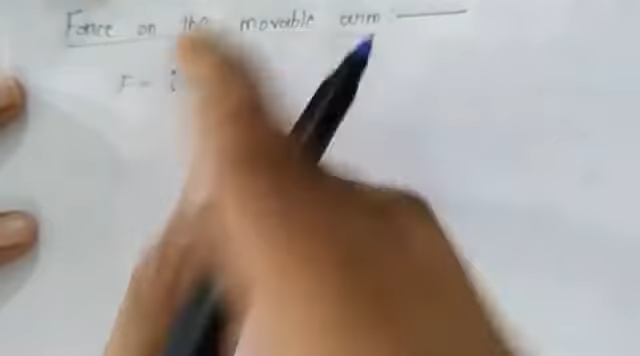 Force on the movable arm
F = i